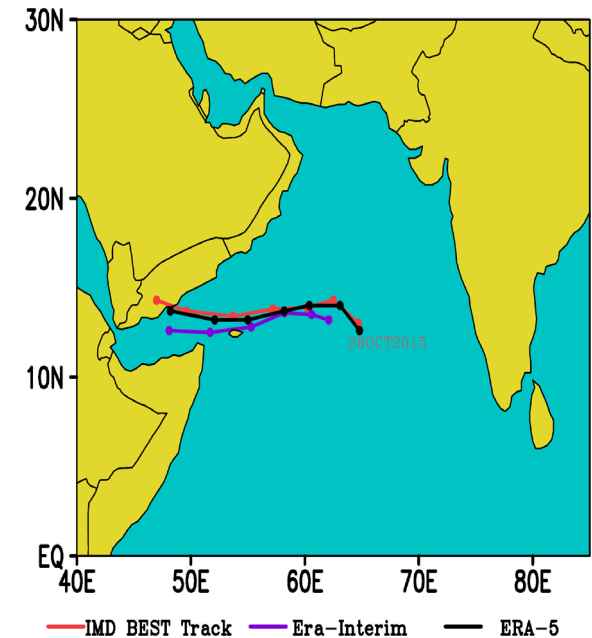 30N
20N
10N
EQ
40E 50E 60E 70E 80E
28OCT2015
IMD BEST Track Era-Interim ERA-5